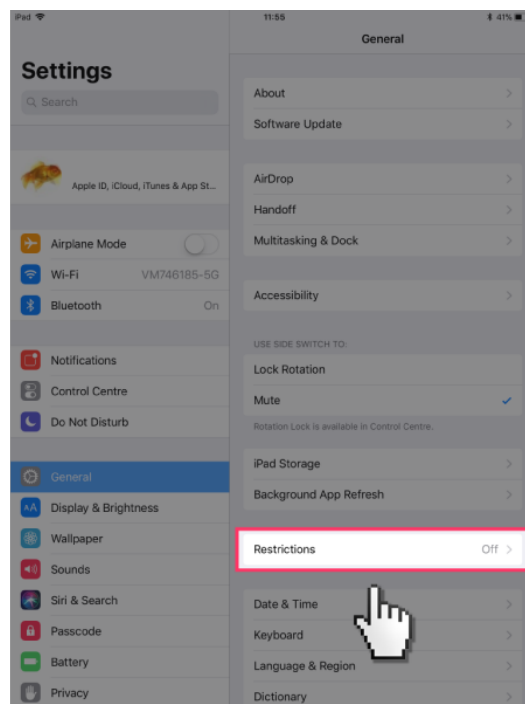 iPad
11:55
41%
Settings
Search
Apple ID, iCloud, iTunes & App St...
Airplane Mode
Wi-Fi VM746185-5G
Bluetooth On
Notifications
Control Centre
Do Not Disturb
General
Display & Brightness
Wallpaper
Sounds
Siri & Search
Passcode
Battery
Privacy
General
About
Software Update
AirDrop
Handoff
Multitasking & Dock
Accessibility
USE SIDE SWITCH TO:
Lock Rotation
Mute
Rotation Lock is available in Control Centre.
iPad Storage
Background App Refresh
Restrictions Off
Date & Time
Keyboard
Language & Region
Dictionary